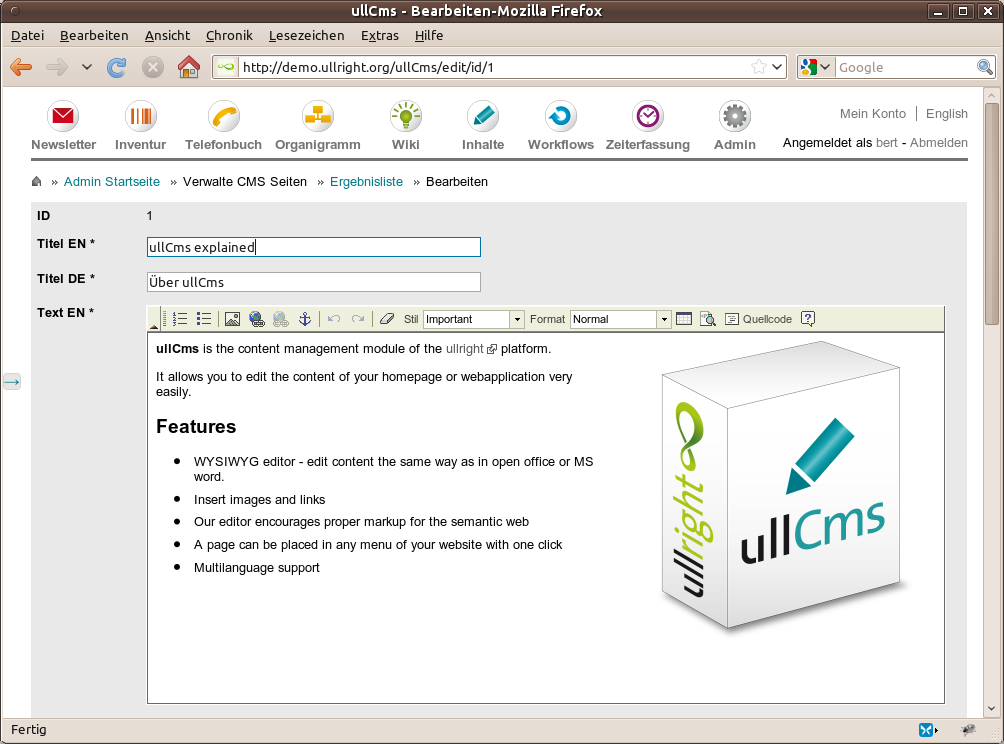 ullCms - Bearbeiten-Mozilla Firefox
Datei Bearbeiten Ansicht Chronik Lesezeichen Extras Hilfe
http://demo.ullright.org/ullCms/edit/id/1 Google
Newsletter Inventur Telefonbuch Organigramm Wiki Inhalte Workflows Zeiterfassung Admin
Mein Konto English
Angemeldet als bert - Abmelden
» Admin Startseite » Verwalte CMS Seiten » Ergebnisliste » Bearbeiten
ID 1
Titel EN * ullCms explained
Titel DE * Über ullCms
Text EN *
Stil Important Format Normal Quellcode
ullCms is the content management module of the ullright platform.
It allows you to edit the content of your homepage or webapplication very
easily.
Features
• WYSIWYG editor - edit content the same way as in open office or MS
word.
• Insert images and links
• Our editor encourages proper markup for the semantic web
• A page can be placed in any menu of your website with one click
• Multilanguage support
ullright
ullCms
Fertig